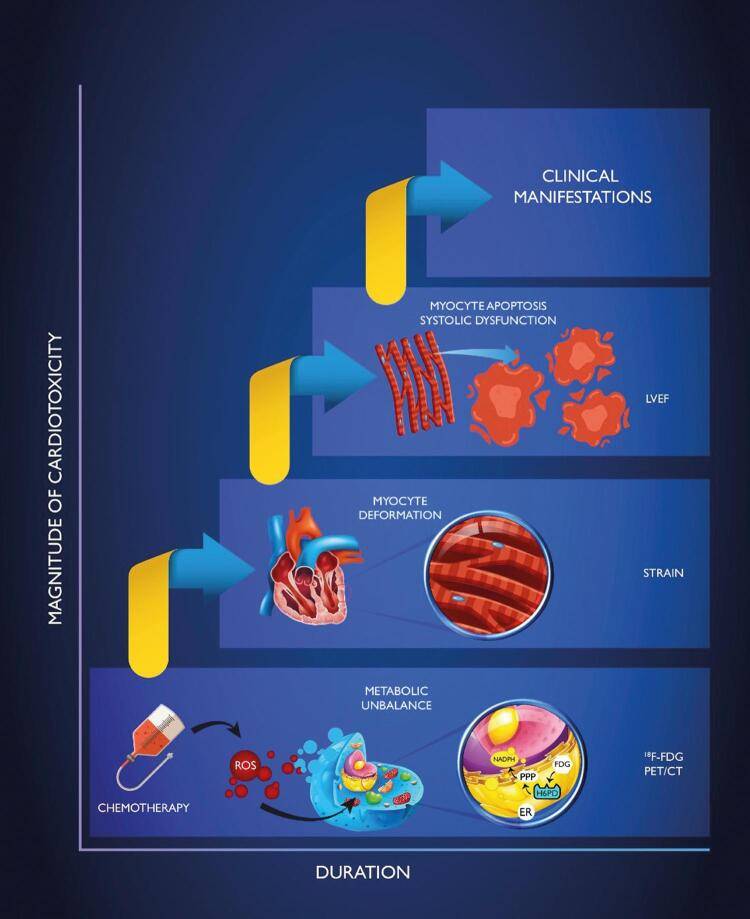 CLINICAL
MANIFESTATIONS
MYOCYTE APOPTOSIS
SYSTOLIC DYSFUNCTION
LVEF
MYOCYTE
DEFORMATION
STRAIN
METABOLIC
UNBALANCE
CHEMOTHERAPY
ROS
NADPH
FDG
PPP
H6PD
ER
¹⁸F-FDG
PET/CT
MAGNITUDE OF CARDIOTOXICITY
DURATION